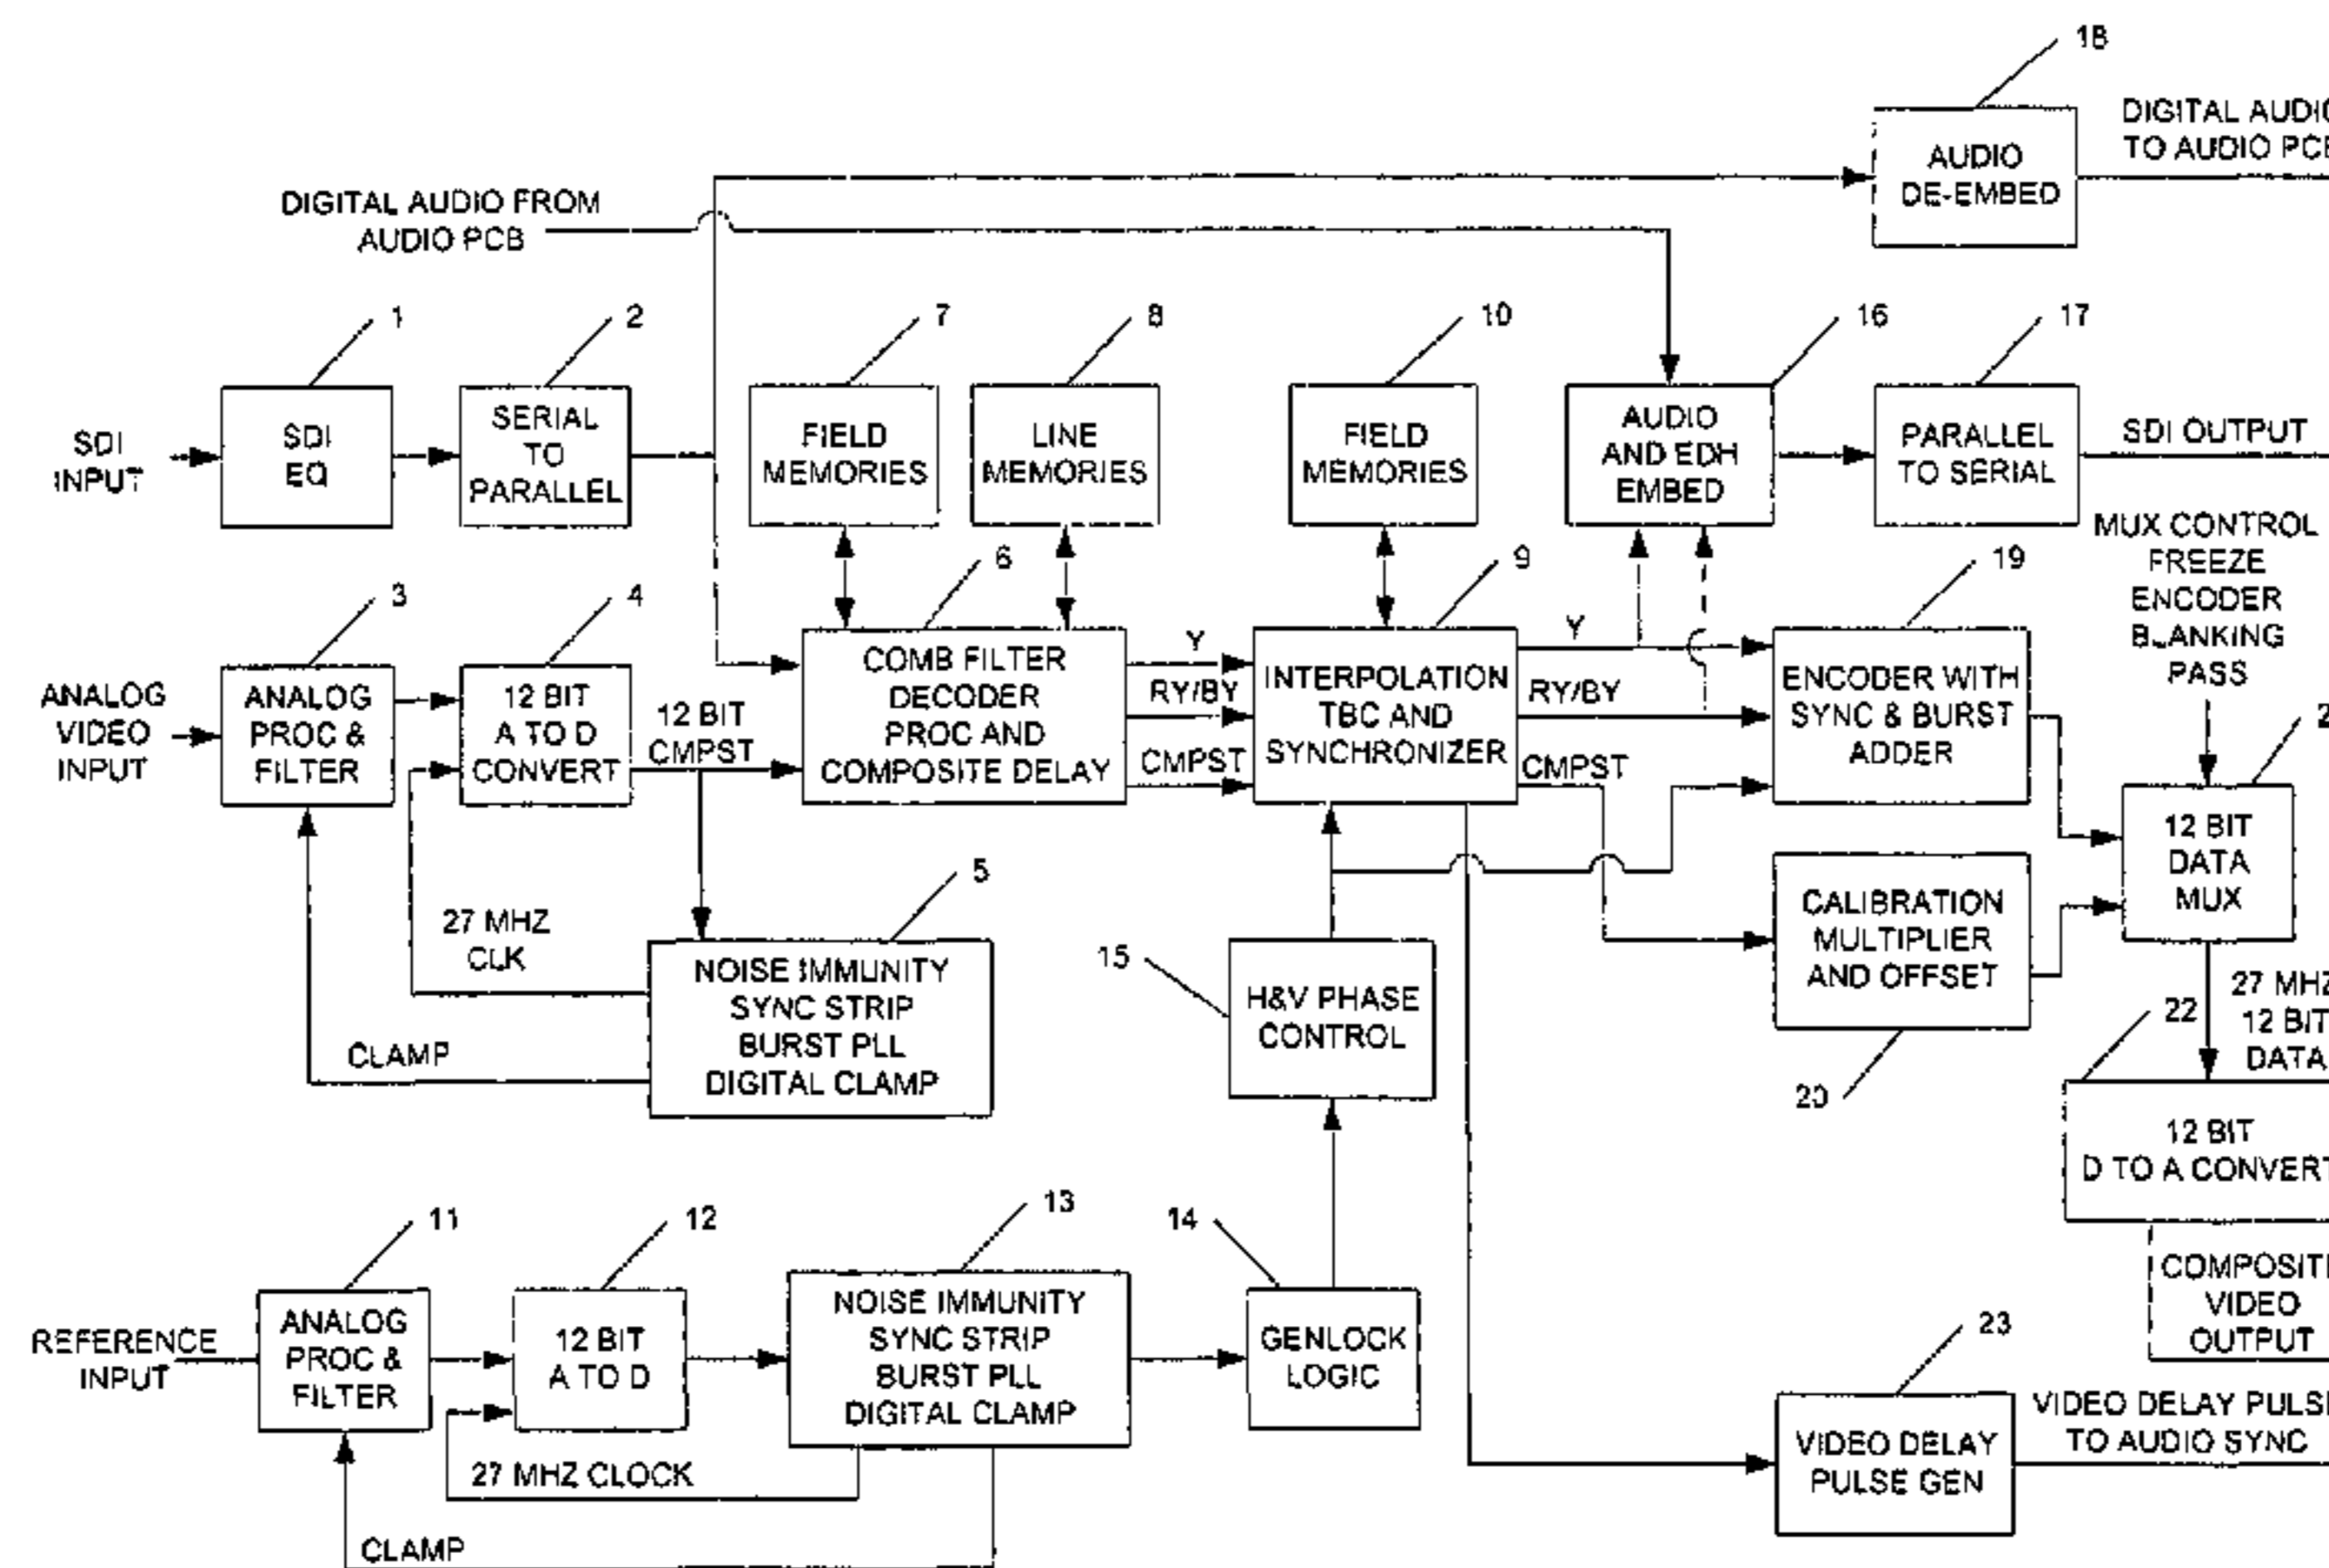 18
DIGITAL AUDIO
TO AUDIO PCB
AUDIO
DE-EMBED
DIGITAL AUDIO FROM
AUDIO PCB
1
2
7
8
10
16
17
SDI
INPUT
SDI
EQ
SERIAL
TO
PARALLEL
FIELD
MEMORIES
LINE
MEMORIES
FIELD
MEMORIES
AUDIO
AND EDH
EMBED
PARALLEL
TO SERIAL
SDI OUTPUT
MUX CONTROL
FREEZE
ENCODER
BLANKING
PASS
3
4
6
9
19
ANALOG
VIDEO
INPUT
ANALOG
PROC &
FILTER
12 BIT
A TO D
CONVERT
12 BIT
CMPST
COMB FILTER
DECODER
PROC AND
COMPOSITE DELAY
Y
RY/BY
CMPST
INTERPOLATION
TBC AND
SYNCHRONIZER
Y
RY/BY
CMPST
ENCODER WITH
SYNC & BURST
ADDER
12 BIT
DATA
MUX
5
27 MHZ
CLK
CLAMP
NOISE IMMUNITY
SYNC STRIP
BURST PLL
DIGITAL CLAMP
15
H&V PHASE
CONTROL
CALIBRATION
MULTIPLIER
AND OFFSET
20
22
27 MHZ
12 BIT
DATA
12 BIT
D TO A CONVERT
COMPOSITE
VIDEO
OUTPUT
11
12
13
14
REFERENCE
INPUT
ANALOG
PROC &
FILTER
12 BIT
A TO D
NOISE IMMUNITY
SYNC STRIP
BURST PLL
DIGITAL CLAMP
GENLOCK
LOGIC
27 MHZ CLOCK
CLAMP
23
VIDEO DELAY
PULSE GEN
VIDEO DELAY PULSE
TO AUDIO SYNC